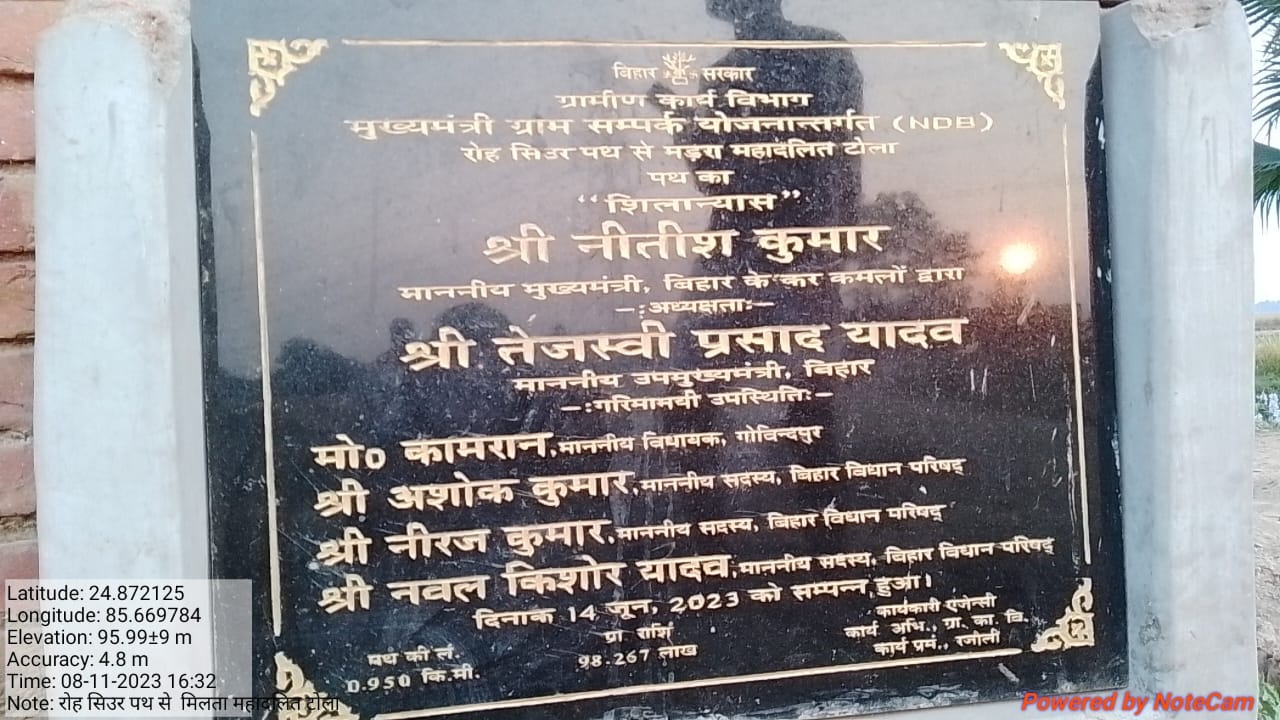 बिहार सरकार
ग्रामीण कार्य विभाग
मुख्यमंत्री ग्राम सम्पर्क योजनान्तर्गत (NDB)
रोह सिउर पथ से मड़रा महादलित टोला
पथ का
“शिलान्यास”
श्री नीतीश कुमार
माननीय मुख्यमंत्री, बिहार के कर कमलों द्वारा
-:अध्यक्षता:-
श्री तेजस्वी प्रसाद यादव
माननीय उपमुख्यमंत्री, बिहार
-:गरिमामयी उपस्थिति:-
मो० कामरान, माननीय विधायक, गोविन्दपुर
श्री अशोक कुमार, माननीय सदस्य, बिहार विधान परिषद्
श्री नीरज कुमार, माननीय सदस्य, बिहार विधान परिषद्
श्री नवल किशोर यादव, माननीय सदस्य, बिहार विधान परिषद्
दिनांक 14 जून, 2023 को सम्पन्न हुआ।
पथ की लं.
0.950 कि.मी.
प्रा राशि
98.267 लाख
कार्यकारी एजेन्सी
कार्य अभि., ग्रा. का. वि.
कार्य प्रमं., रजौली
Latitude: 24.872125
Longitude: 85.669784
Elevation: 95.99±9 m
Accuracy: 4.8 m
Time: 08-11-2023 16:32
Note: रोह सिउर पथ से मिलता महादलित टोला
Powered by NoteCam